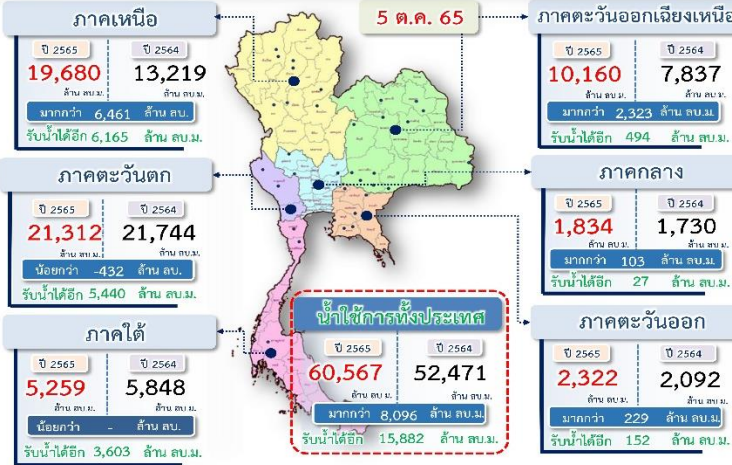 ภาคเหนือ
ปี 2565 ปี 2564
19,680 13,219
ล้าน ลบ.ม. ล้าน ลบ.ม.
มากกว่า 6,461 ล้าน ลบ.
รับน้ำได้อีก 6,165 ล้าน ลบ.ม.
5 ต.ค. 65
ภาคตะวันออกเฉียงเหนือ
ปี 2565 ปี 2564
10,160 7,837
ล้าน ลบ.ม. ล้าน ลบ.ม.
มากกว่า 2,323 ล้าน ลบ.ม.
รับน้ำได้อีก 494 ล้าน ลบ.ม.
ภาคตะวันตก
ปี 2565 ปี 2564
21,312 21,744
ล้าน ลบ.ม. ล้าน ลบ.ม.
น้อยกว่า -432 ล้าน ลบ.
รับน้ำได้อีก 5,440 ล้าน ลบ.ม.
ภาคกลาง
ปี 2565 ปี 2564
1,834 1,730
ล้าน ลบ.ม. ล้าน ลบ.ม.
มากกว่า 103 ล้าน ลบ.ม.
รับน้ำได้อีก 27 ล้าน ลบ.ม.
ภาคใต้
ปี 2565 ปี 2564
5,259 5,848
ล้าน ลบ.ม. ล้าน ลบ.ม.
น้อยกว่า - ล้าน ลบ.
รับน้ำได้อีก 3,603 ล้าน ลบ.ม.
น้ำใช้การทั้งประเทศ
ปี 2565 ปี 2564
60,567 52,471
ล้าน ลบ.ม. ล้าน ลบ.ม.
มากกว่า 8,096 ล้าน ลบ.ม.
รับน้ำได้อีก 15,882 ล้าน ลบ.ม.
ภาคตะวันออก
ปี 2565 ปี 2564
2,322 2,092
ล้าน ลบ.ม. ล้าน ลบ.ม.
มากกว่า 229 ล้าน ลบ.ม.
รับน้ำได้อีก 152 ล้าน ลบ.ม.